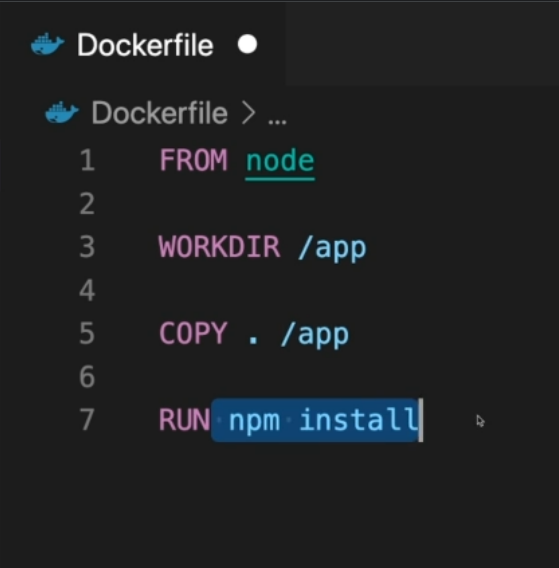 Dockerfile
Dockerfile > ...
1 FROM node
2
3 WORKDIR /app
4
5 COPY . /app
6
7 RUN npm install